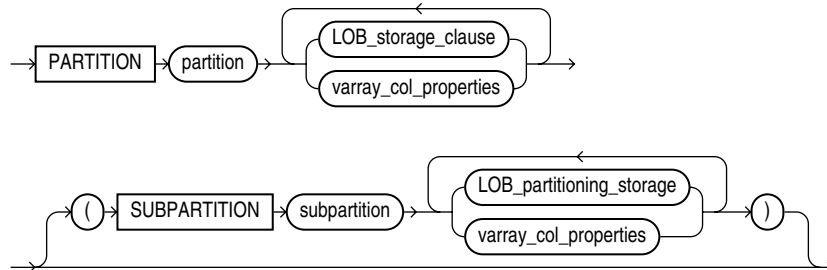 LOB_storage_clause
PARTITION partition
varray_col_properties
LOB_partitioning_storage
( SUBPARTITION subpartition )
varray_col_properties